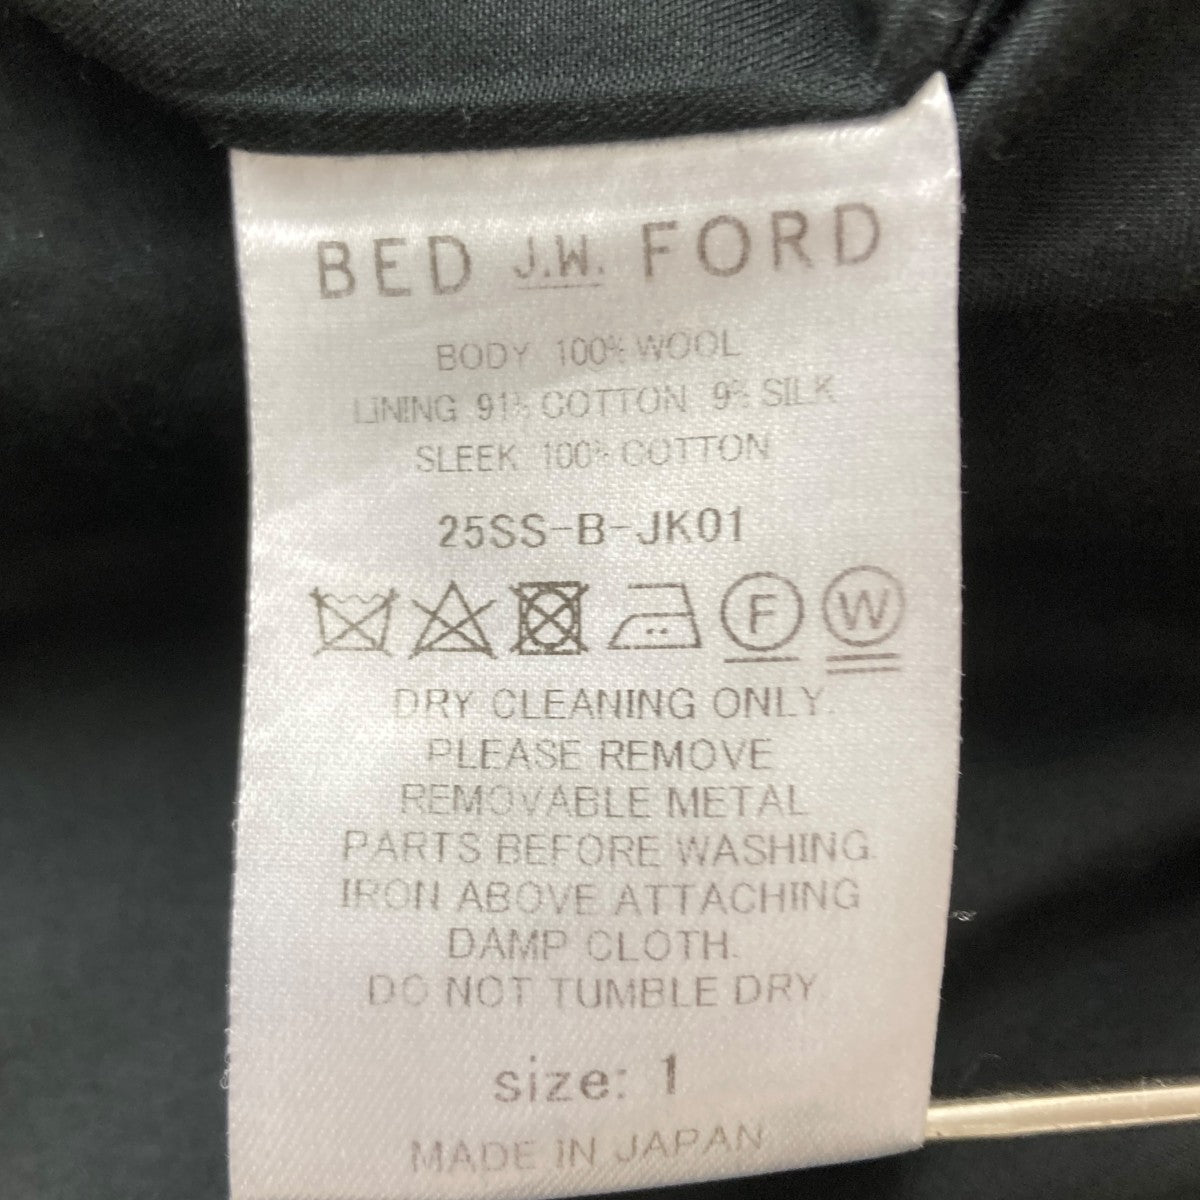 BED J.W. FORD
BODY 100% WOOL
LINING 91% COTTON 9% SILK
SLEEK 100% COTTON
25SS-B-JK01
F W
DRY CLEANING ONLY.
PLEASE REMOVE
REMOVABLE METAL
PARTS BEFORE WASHING.
IRON ABOVE ATTACHING
DAMP CLOTH.
DO NOT TUMBLE DRY
size: 1
MADE IN JAPAN